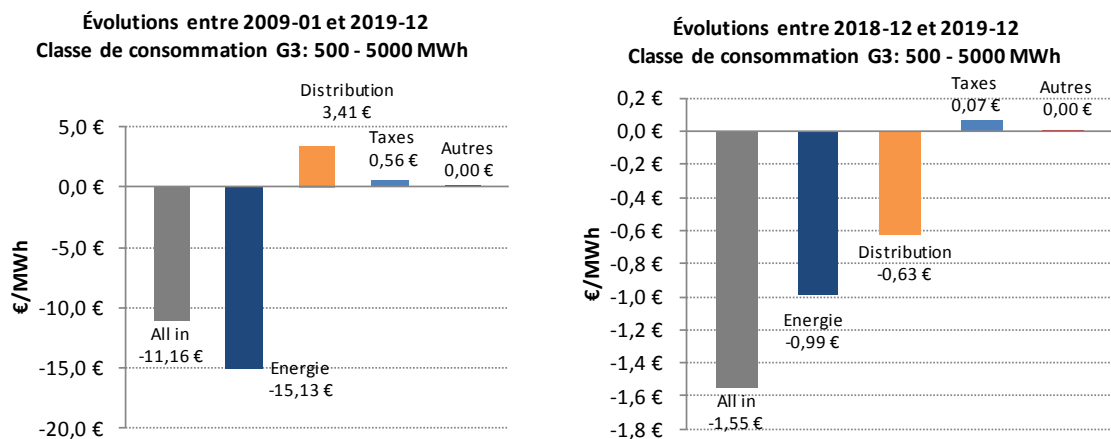 Évolutions entre 2009-01 et 2019-12
Classe de consommation G3: 500 - 5000 MWh
Distribution
3,41 €
Taxes
0,56 €
Autres
0,00 €
5,0 €
0,0 €
-5,0 €
-10,0 €
-15,0 €
-20,0 €
€/MWh
All in
-11,16 €
Energie
-15,13 €
Évolutions entre 2018-12 et 2019-12
Classe de consommation G3: 500 - 5000 MWh
Taxes
0,07 €
Autres
0,00 €
0,2 €
0,0 €
-0,2 €
-0,4 €
-0,6 €
-0,8 €
-1,0 €
-1,2 €
-1,4 €
-1,6 €
-1,8 €
€/MWh
Distribution
-0,63 €
Energie
-0,99 €
All in
-1,55 €